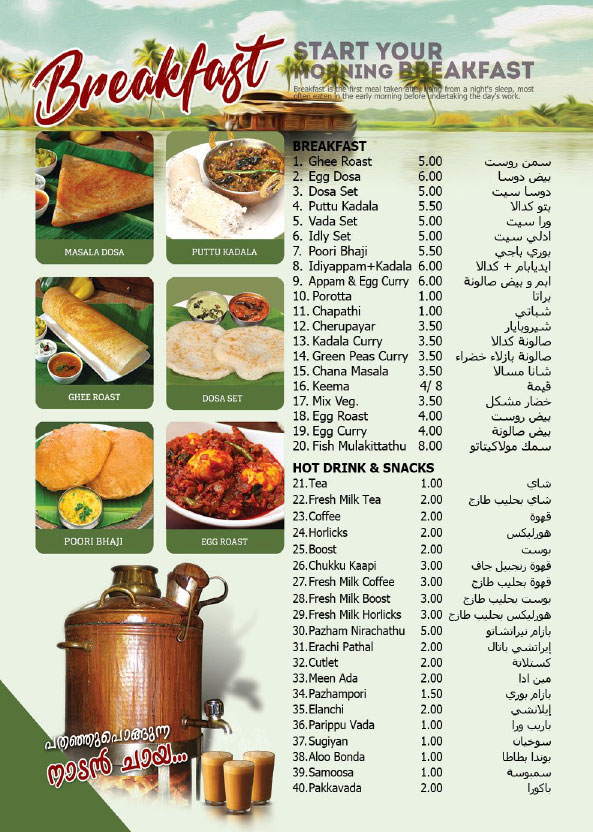 Breakfast
START YOUR
MORNING BREAKFAST
Breakfast is the first meal taken after rising from a night's sleep, most
often eaten in the early morning before undertaking the day's work.
MASALA DOSA
PUTTU KADALA
GHEE ROAST
DOSA SET
POORI BHAJI
EGG ROAST
BREAKFAST
1. Ghee Roast 5.00 سمن روست
2. Egg Dosa 6.00 بيض دوسا
3. Dosa Set 5.00 دوسا سيت
4. Puttu Kadala 5.50 بتو كدالا
5. Vada Set 5.00 ورا سيت
6. Idly Set 5.00 ادلي سيت
7. Poori Bhaji 5.50 بوري باجي
8. Idiyappam+Kadala 6.00 ايديابام + كدالا
9. Appam & Egg Curry 6.00 ابم و بيض صالونة
10. Porotta 1.00 براتا
11. Chapathi 1.00 شباتي
12. Cherupayar 3.50 شيروبايار
13. Kadala Curry 3.50 صالونة كدالا
14. Green Peas Curry 3.50 صالونة بازلاء خضراء
15. Chana Masala 3.50 شانا مسالا
16. Keema 4/ 8 قيمة
17. Mix Veg. 3.50 خضار مشكل
18. Egg Roast 4.00 بيض روست
19. Egg Curry 4.00 بيض صالونة
20. Fish Mulakittathu 8.00 سمك مولاكيتاتو
HOT DRINK & SNACKS
21.Tea 1.00 شاي
22.Fresh Milk Tea 2.00 شاي بحليب طازج
23.Coffee 2.00 قهوة
24.Horlicks 2.00 هورليكس
25.Boost 2.00 بوست
26.Chukku Kaapi 3.00 قهوة زنجبيل جاف
27.Fresh Milk Coffee 3.00 قهوة بحليب طازج
28.Fresh Milk Boost 3.00 بوست بحليب طازج
29.Fresh Milk Horlicks 3.00 هورليكس بحليب طازج
30.Pazham Nirachathu 5.00 بازام نيراتشاتو
31.Erachi Pathal 2.00 إيراتشي باتال
32.Cutlet 2.00 كستلاتة
33.Meen Ada 2.00 مين ادا
34.Pazhampori 1.50 بازام بوري
35.Elanchi 2.00 إيلاتشي
36.Parippu Vada 1.00 باريب ورا
37.Sugiyan 1.00 سوخيان
38.Aloo Bonda 1.00 بوندا بطاطا
39.Samoosa 1.00 سمبوسة
40.Pakkavada 2.00 باكورا
പതഞ്ഞുപൊങ്ങുന്ന
നാടൻ ചായ...